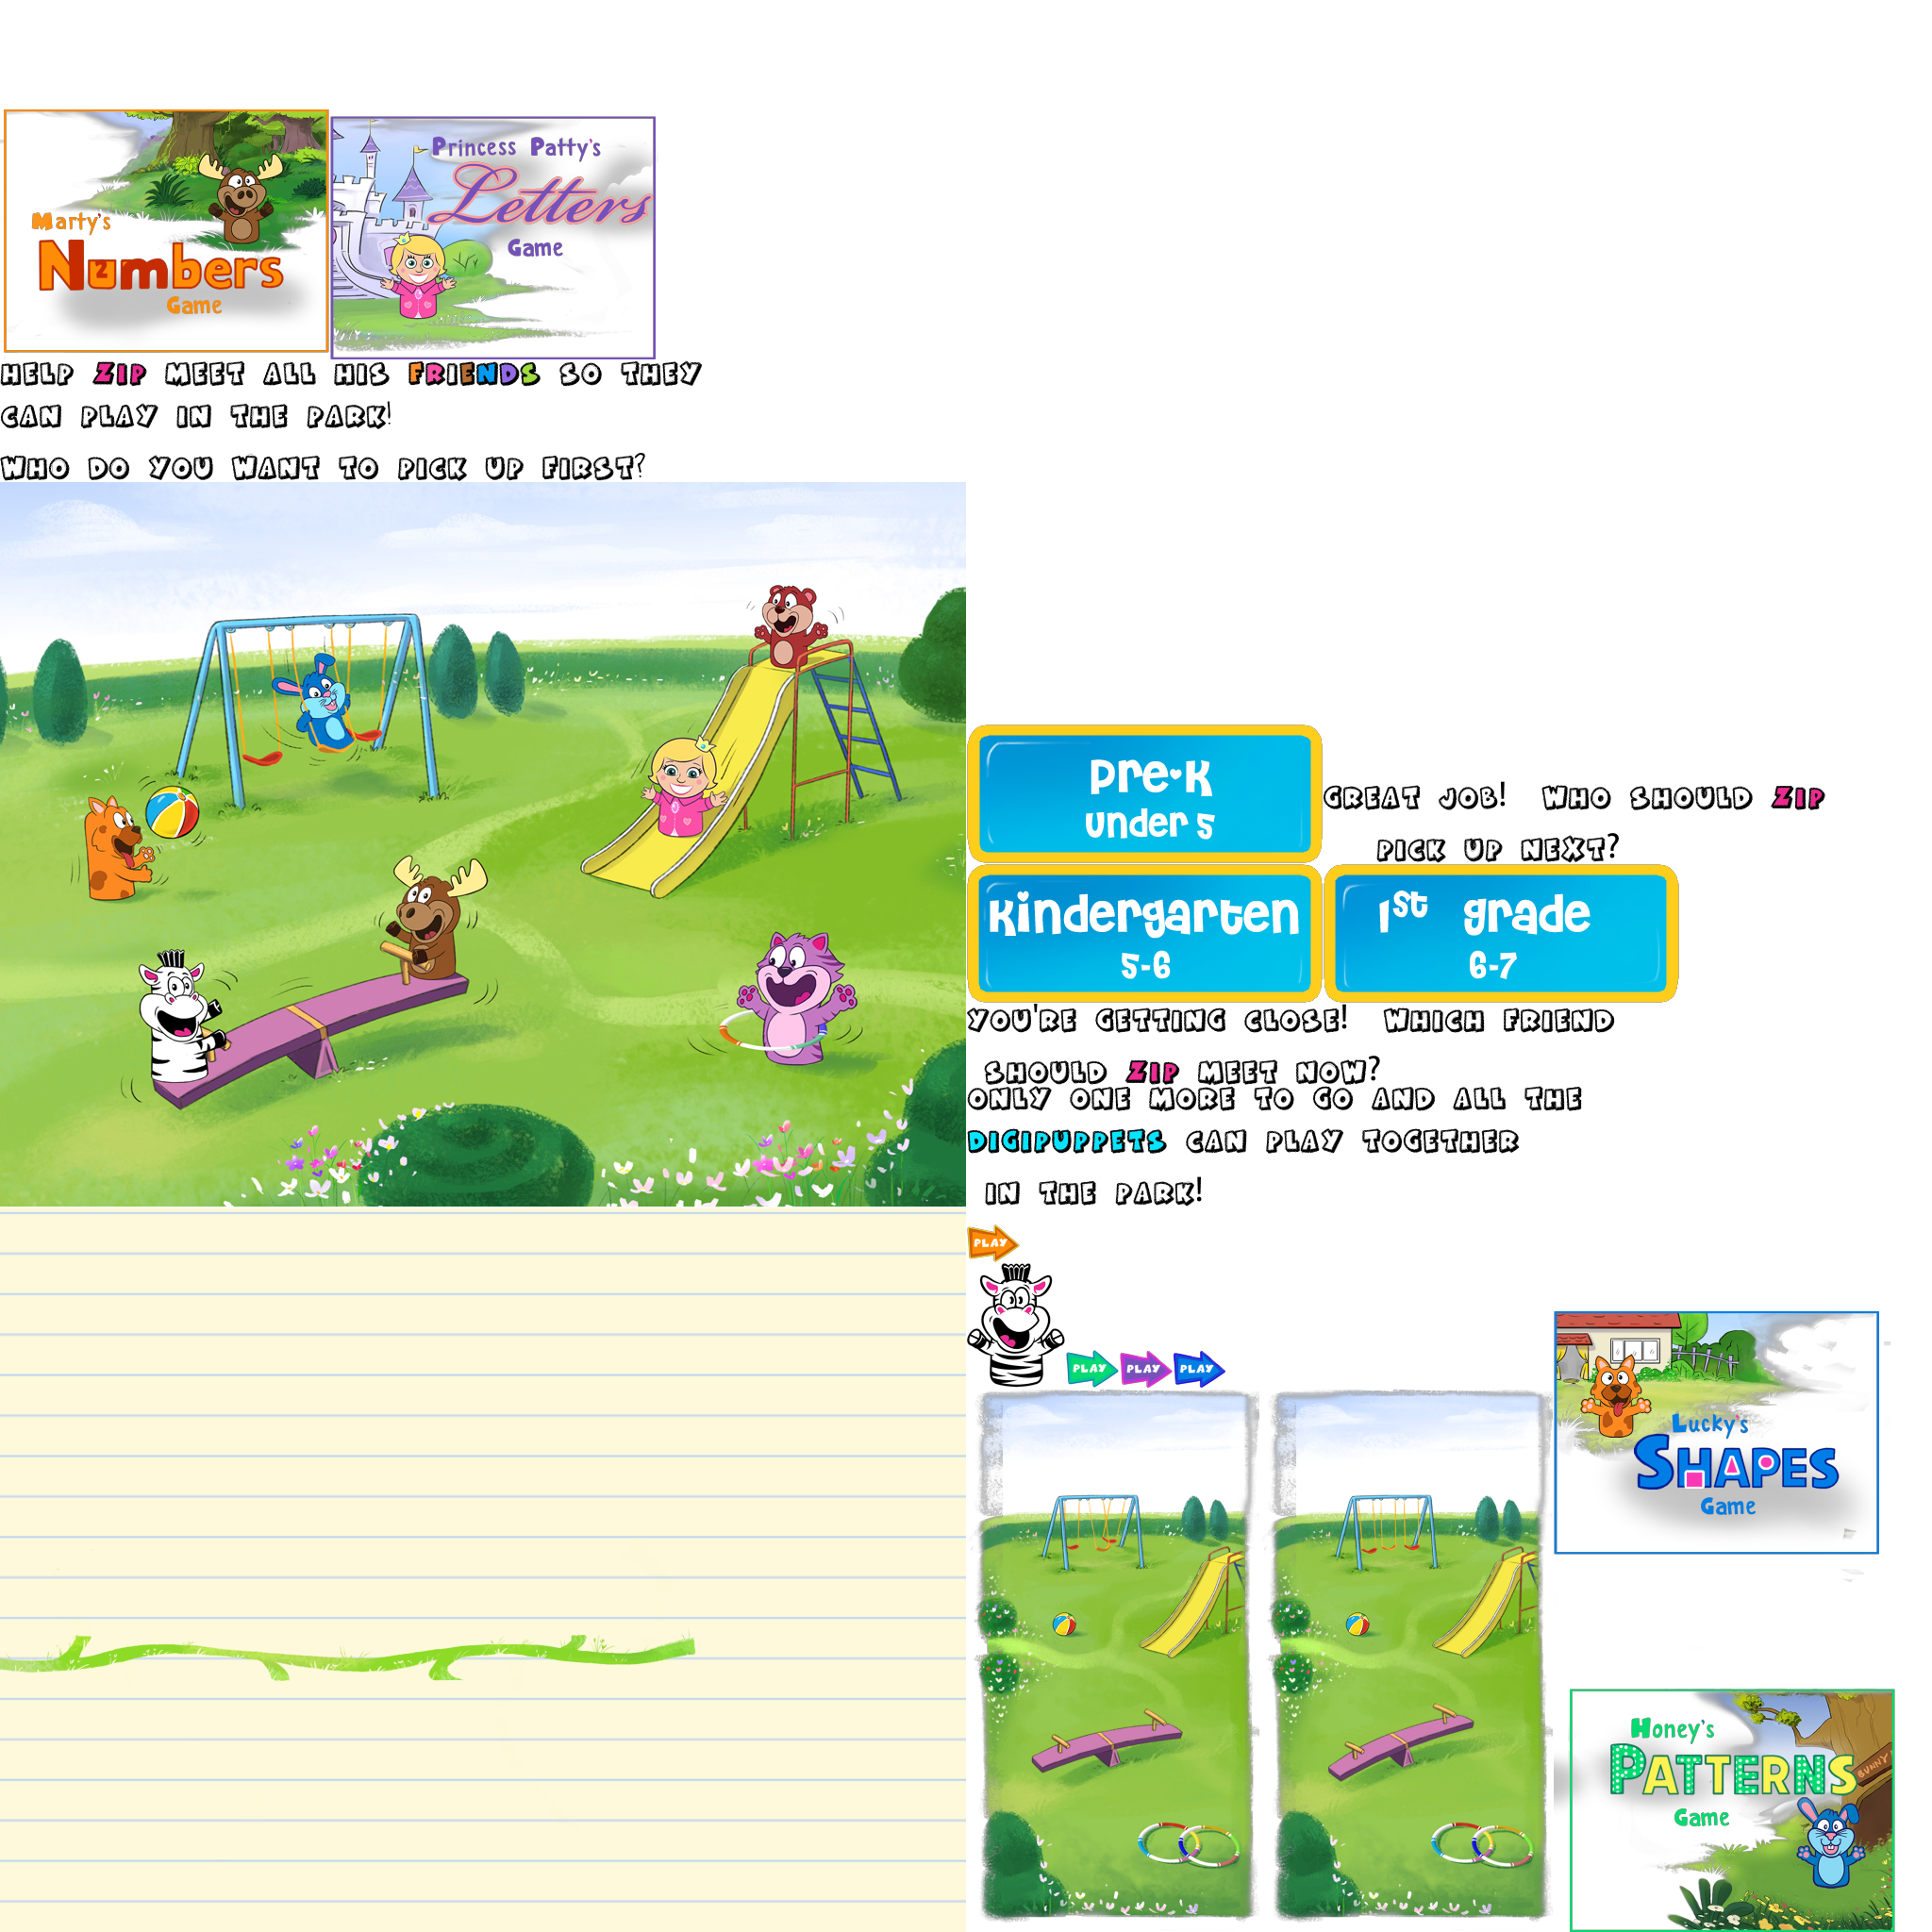 Marty's
Numbers
Game
Princess Patty's
Letters
Game
HELP ZIP MEET ALL HIS FRIENDS SO THEY
CAN PLAY IN THE PARK!
WHO DO YOU WANT TO PICK UP FIRST?
Pre•K
Under 5
GREAT JOB! WHO SHOULD ZIP
PICK UP NEXT?
Kindergarten
5-6
1st grade
6-7
YOU'RE GETTING CLOSE! WHICH FRIEND
SHOULD ZIP MEET NOW?
ONLY ONE MORE TO GO AND ALL THE
DIGIPUPPETS CAN PLAY TOGETHER
IN THE PARK!
PLAY
PLAY
PLAY
PLAY
Lucky's
SHAPES
Game
Honey's
PATTERNS
Game
BUNNY